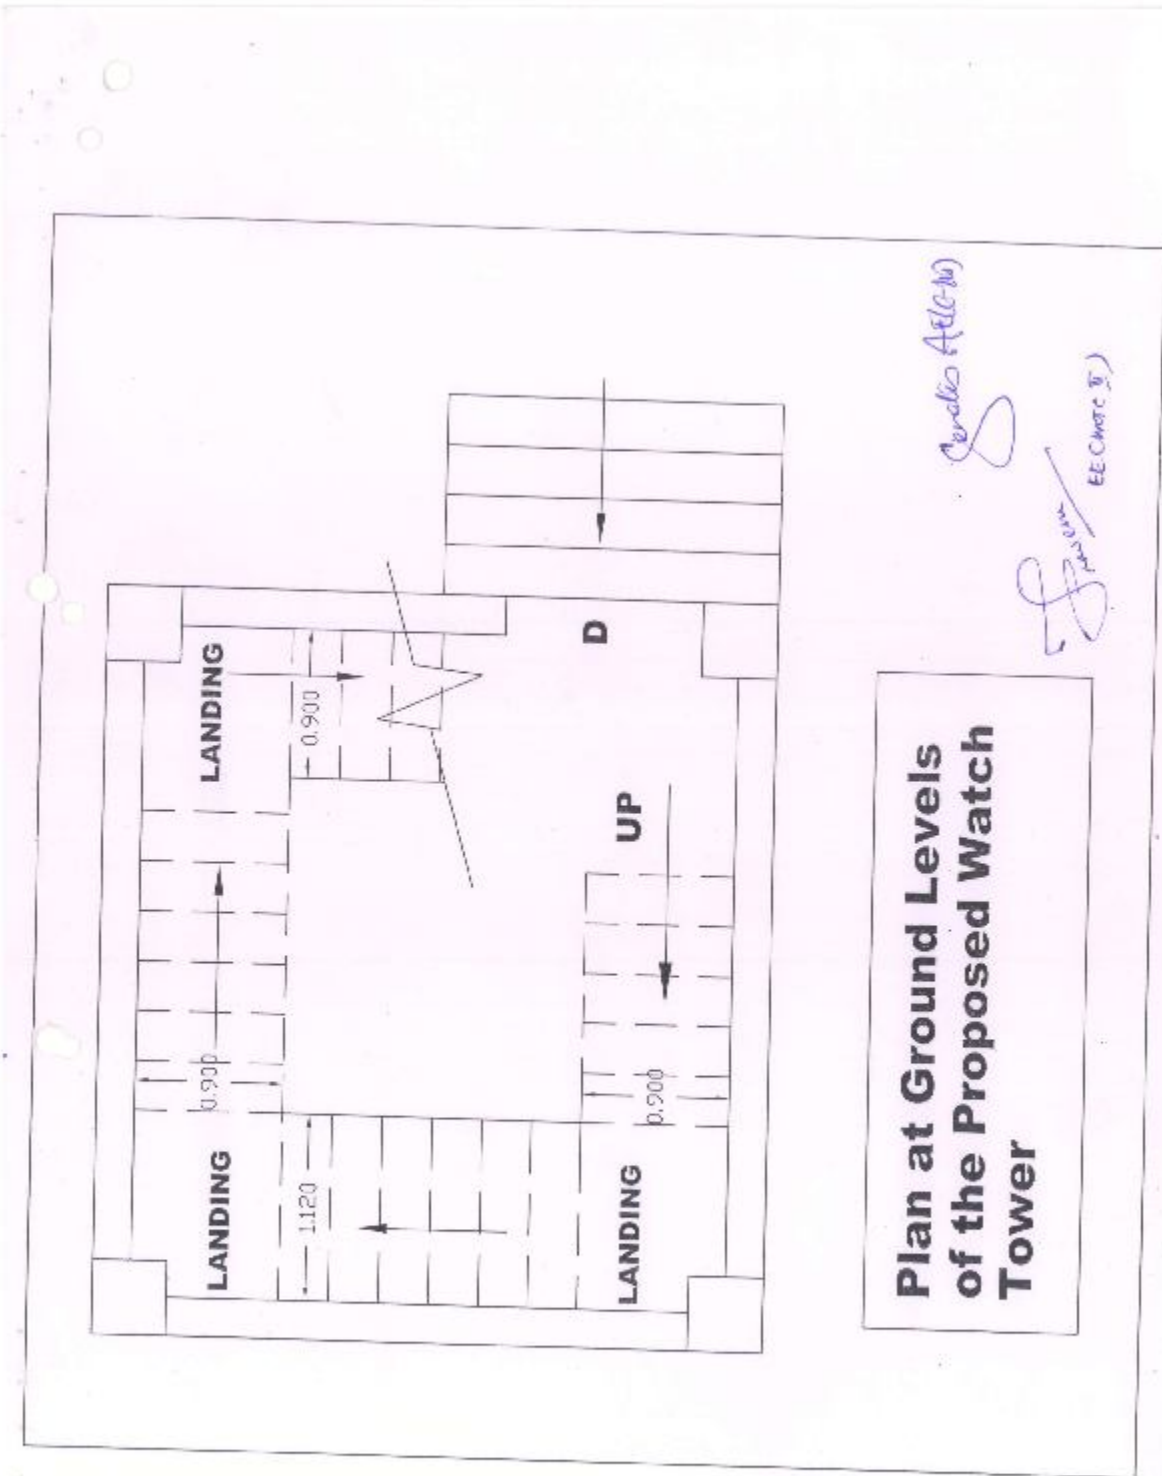 LANDING
0.900
LANDING
0.900
D
UP
LANDING
1.120
0.900
LANDING
Plan at Ground Levels
of the Proposed Watch
Tower